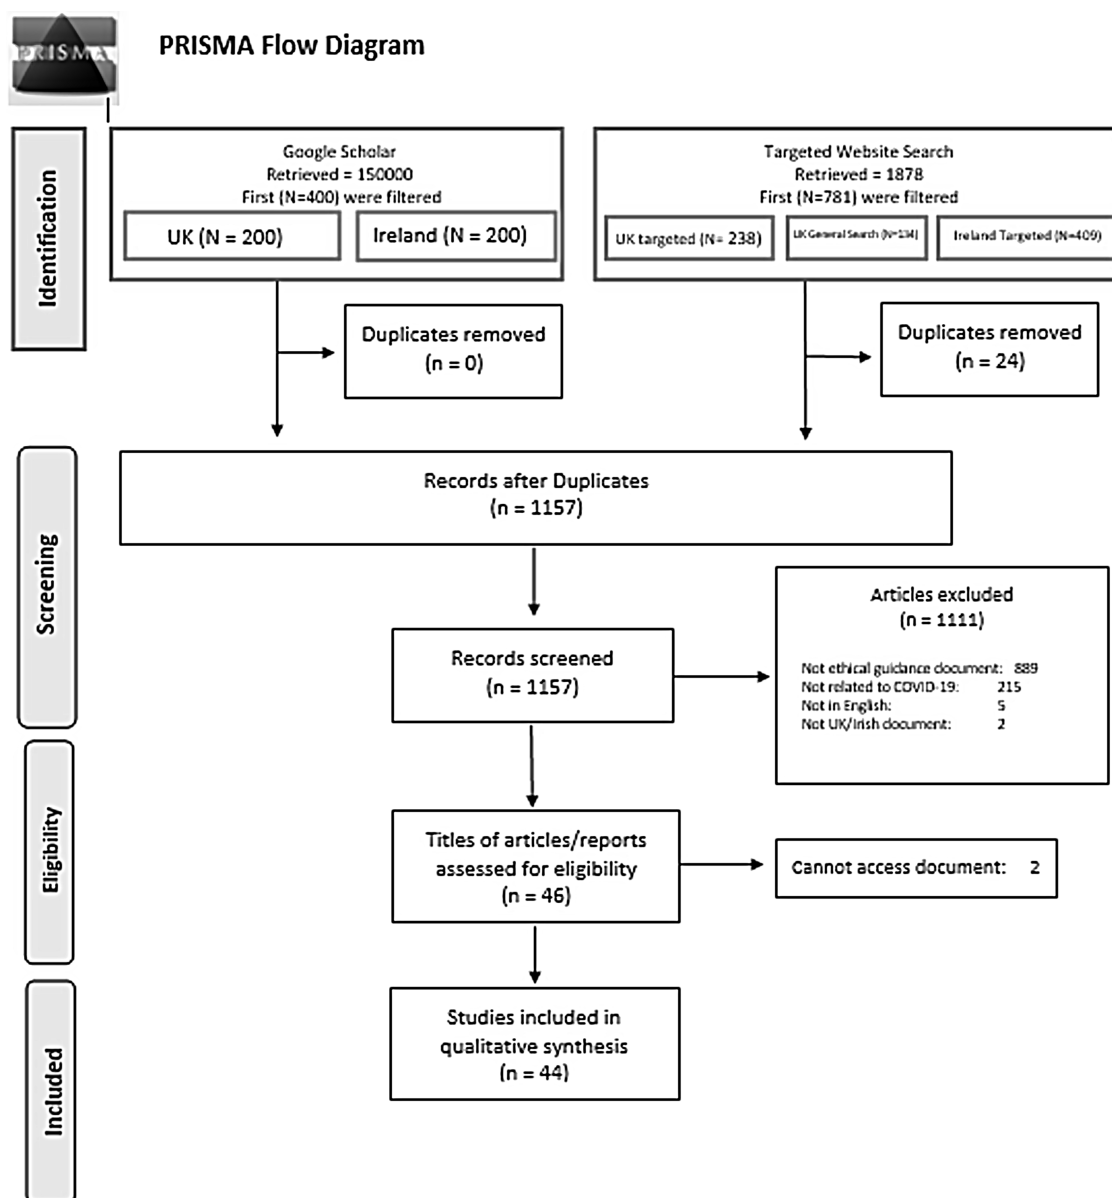 PRISMA
PRISMA Flow Diagram
Identification
Google Scholar
Retrieved = 150000
First (N=400) were filtered
UK (N = 200)
Ireland (N = 200)
Targeted Website Search
Retrieved = 1878
First (N=781) were filtered
UK targeted (N= 238)
UK General Search (N=134)
Ireland Targeted (N=409)
Duplicates removed
(n = 0)
Duplicates removed
(n = 24)
Screening
Records after Duplicates
(n = 1157)
Records screened
(n = 1157)
Articles excluded
(n = 1111)
Not ethical guidance document: 889
Not related to COVID-19: 215
Not in English: 5
Not UK/Irish document: 2
Eligibility
Titles of articles/reports
assessed for eligibility
(n = 46)
Cannot access document: 2
Included
Studies included in
qualitative synthesis
(n = 44)